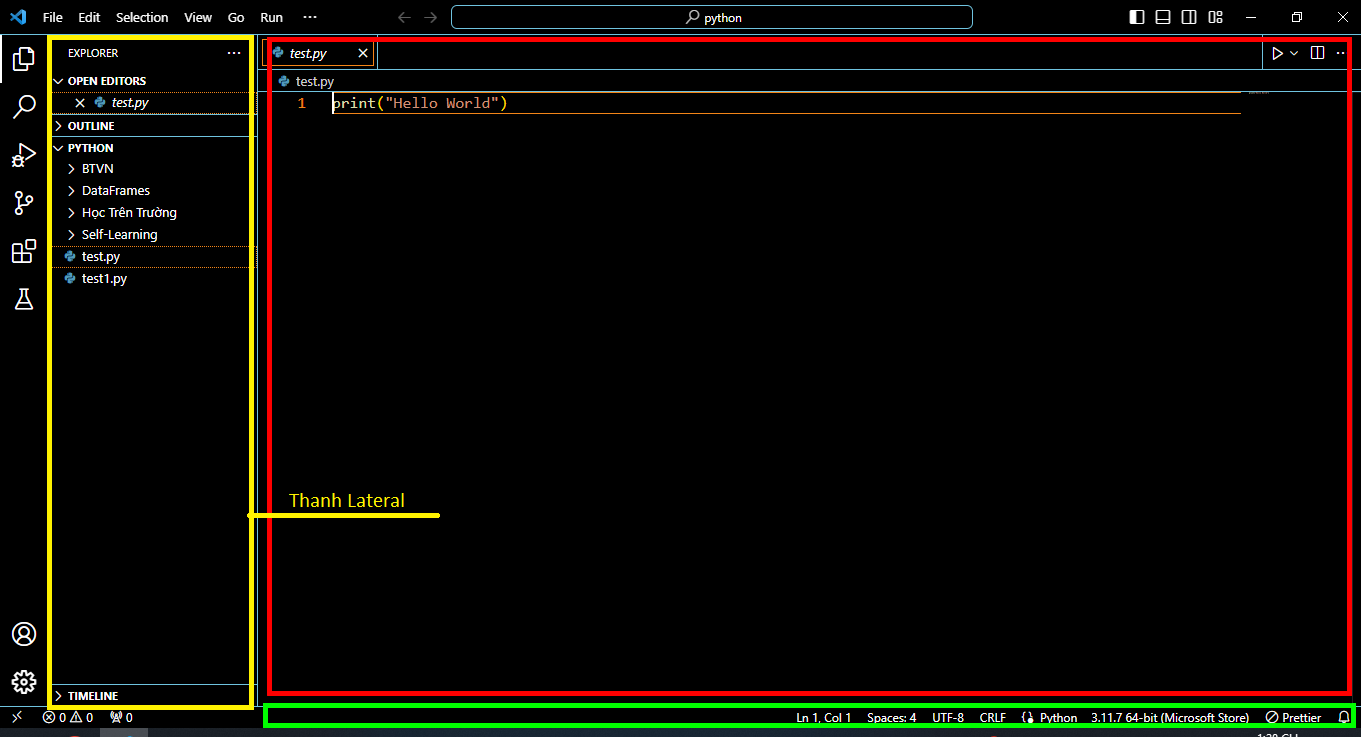 File Edit Selection View Go Run ··· python
EXPLORER ···
OPEN EDITORS
test.py
OUTLINE
PYTHON
BTVN
DataFrames
Học Trên Trường
Self-Learning
test.py
test1.py
TIMELINE
test.py
test.py
1 print("Hello World")
Thanh Lateral
0 0 0 Ln 1, Col 1 Spaces: 4 UTF-8 CRLF Python 3.11.7 64-bit (Microsoft Store) Prettier